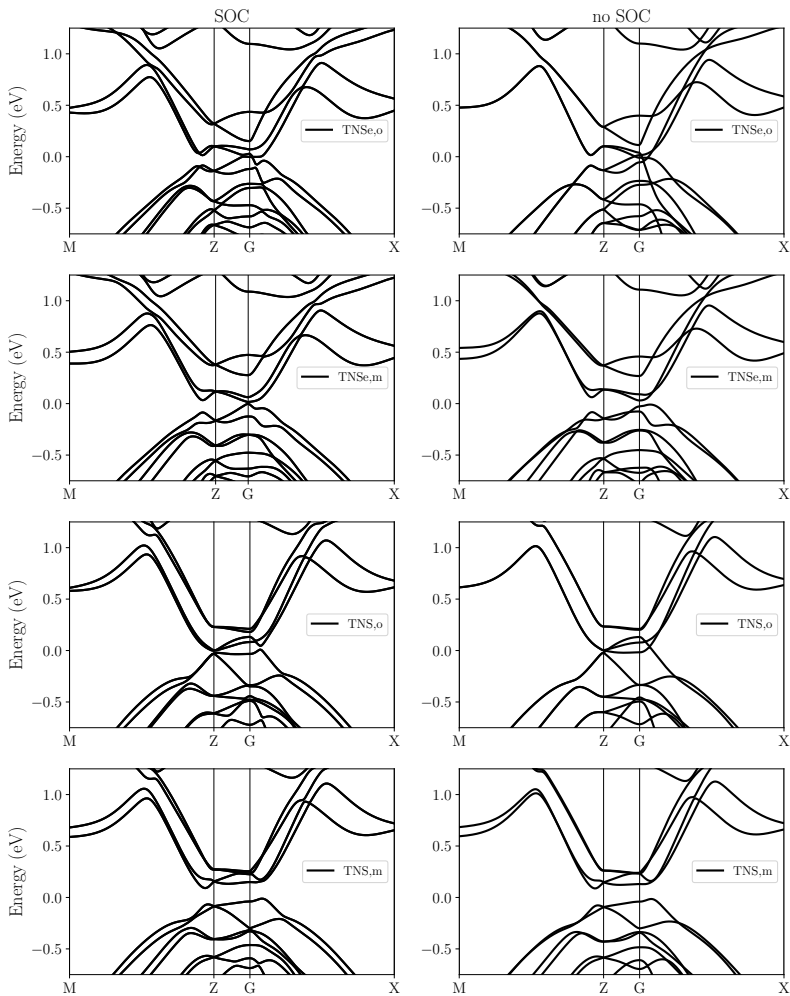 SOC
no SOC
Energy (eV)
1.0
0.5
0.0
−0.5
TNSe,o
M Z G X
1.0
0.5
0.0
−0.5
TNSe,o
M Z G X
Energy (eV)
1.0
0.5
0.0
−0.5
TNSe,m
M Z G X
1.0
0.5
0.0
−0.5
TNSe,m
M Z G X
Energy (eV)
1.0
0.5
0.0
−0.5
TNS,o
M Z G X
1.0
0.5
0.0
−0.5
TNS,o
M Z G X
Energy (eV)
1.0
0.5
0.0
−0.5
TNS,m
M Z G X
1.0
0.5
0.0
−0.5
TNS,m
M Z G X